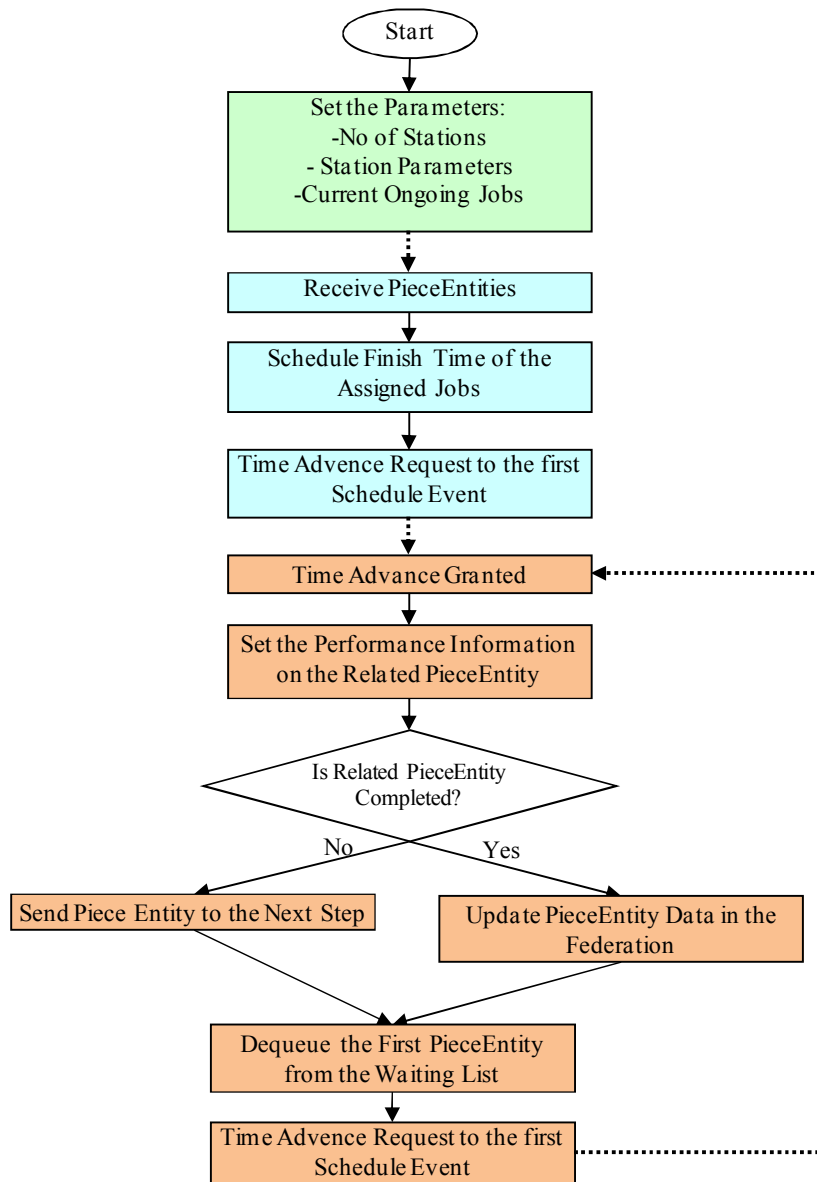 Start
Set the Parameters:
-No of Stations
- Station Parameters
-Current Ongoing Jobs
Receive PieceEntities
Schedule Finish Time of the
Assigned Jobs
Time Advence Request to the first
Schedule Event
Time Advance Granted
Set the Performance Information
on the Related PieceEntity
Is Related PieceEntity
Completed?
No
Yes
Send Piece Entity to the Next Step
Update PieceEntity Data in the
Federation
Dequeue the First PieceEntity
from the Waiting List
Time Advence Request to the first
Schedule Event